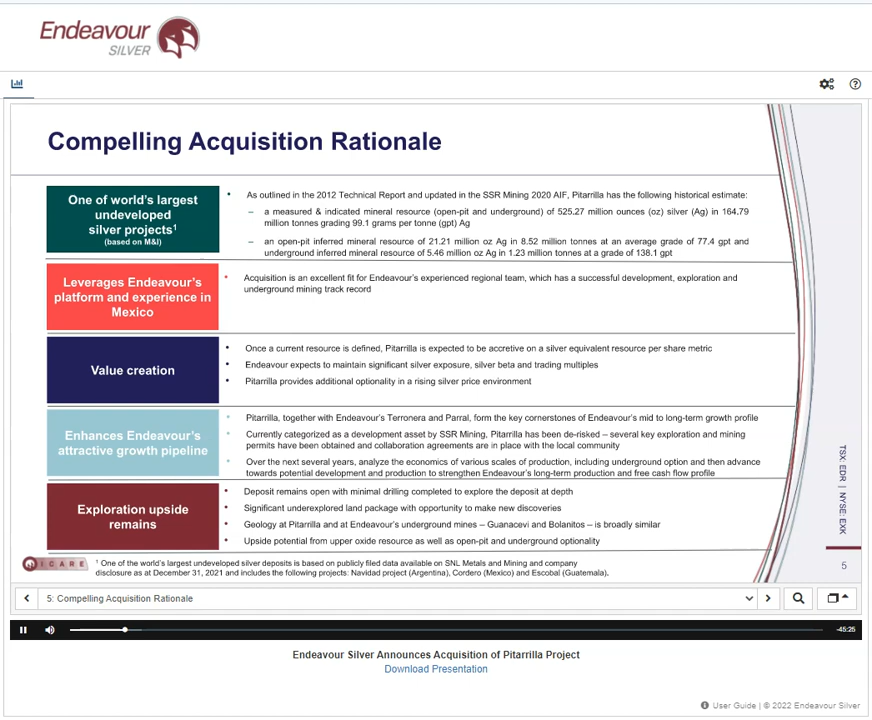 Endeavour
SILVER
Compelling Acquisition Rationale
One of world's largest
undeveloped
silver projects¹
(based on M&I)
• As outlined in the 2012 Technical Report and updated in the SSR Mining 2020 AIF, Pitarrilla has the following historical estimate:
– a measured & indicated mineral resource (open-pit and underground) of 525.27 million ounces (oz) silver (Ag) in 164.79
million tonnes grading 99.1 grams per tonne (gpt) Ag
– an open-pit inferred mineral resource of 21.21 million oz Ag in 8.52 million tonnes at an average grade of 77.4 gpt and
underground inferred mineral resource of 5.46 million oz Ag in 1.23 million tonnes at a grade of 138.1 gpt
Leverages Endeavour's
platform and experience in
Mexico
• Acquisition is an excellent fit for Endeavour's experienced regional team, which has a successful development, exploration and
underground mining track record
Value creation
• Once a current resource is defined, Pitarrilla is expected to be accretive on a silver equivalent resource per share metric
• Endeavour expects to maintain significant silver exposure, silver beta and trading multiples
• Pitarrilla provides additional optionality in a rising silver price environment
Enhances Endeavour's
attractive growth pipeline
• Pitarrilla, together with Endeavour's Terronera and Parral, form the key cornerstones of Endeavour's mid to long-term growth profile
• Currently categorized as a development asset by SSR Mining, Pitarrilla has been de-risked – several key exploration and mining
permits have been obtained and collaboration agreements are in place with the local community
• Over the next several years, analyze the economics of various scales of production, including underground option and then advance
towards potential development and production to strengthen Endeavour's long-term production and free cash flow profile
Exploration upside
remains
• Deposit remains open with minimal drilling completed to explore the deposit at depth
• Significant underexplored land package with opportunity to make new discoveries
• Geology at Pitarrilla and at Endeavour's underground mines – Guanacevi and Bolanitos – is broadly similar
• Upside potential from upper oxide resource as well as open-pit and underground optionality
TSX: EDR | NYSE: EXK
I CARE
¹ One of the world's largest undeveloped silver deposits is based on publicly filed data available on SNL Metals and Mining and company
disclosure as at December 31, 2021 and includes the following projects: Navidad project (Argentina), Cordero (Mexico) and Escobal (Guatemala).
5
5: Compelling Acquisition Rationale
-45:25
Endeavour Silver Announces Acquisition of Pitarrilla Project
Download Presentation
User Guide | © 2022 Endeavour Silver